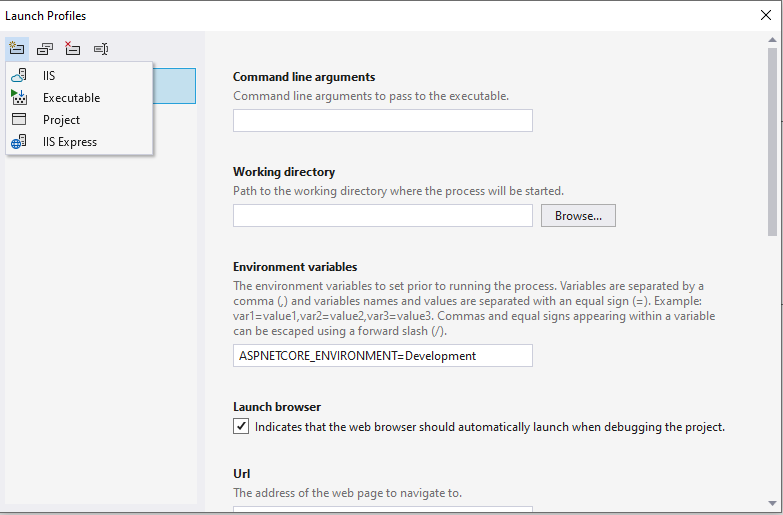 Launch Profiles
IIS
Executable
Project
IIS Express
Command line arguments
Command line arguments to pass to the executable.
Working directory
Path to the working directory where the process will be started.
Browse...
Environment variables
The environment variables to set prior to running the process. Variables are separated by a
comma (,) and variables names and values are separated with an equal sign (=). Example:
var1=value1,var2=value2,var3=value3. Commas and equal signs appearing within a variable
can be escaped using a forward slash (/).
ASPNETCORE_ENVIRONMENT=Development
Launch browser
Indicates that the web browser should automatically launch when debugging the project.
Url
The address of the web page to navigate to.